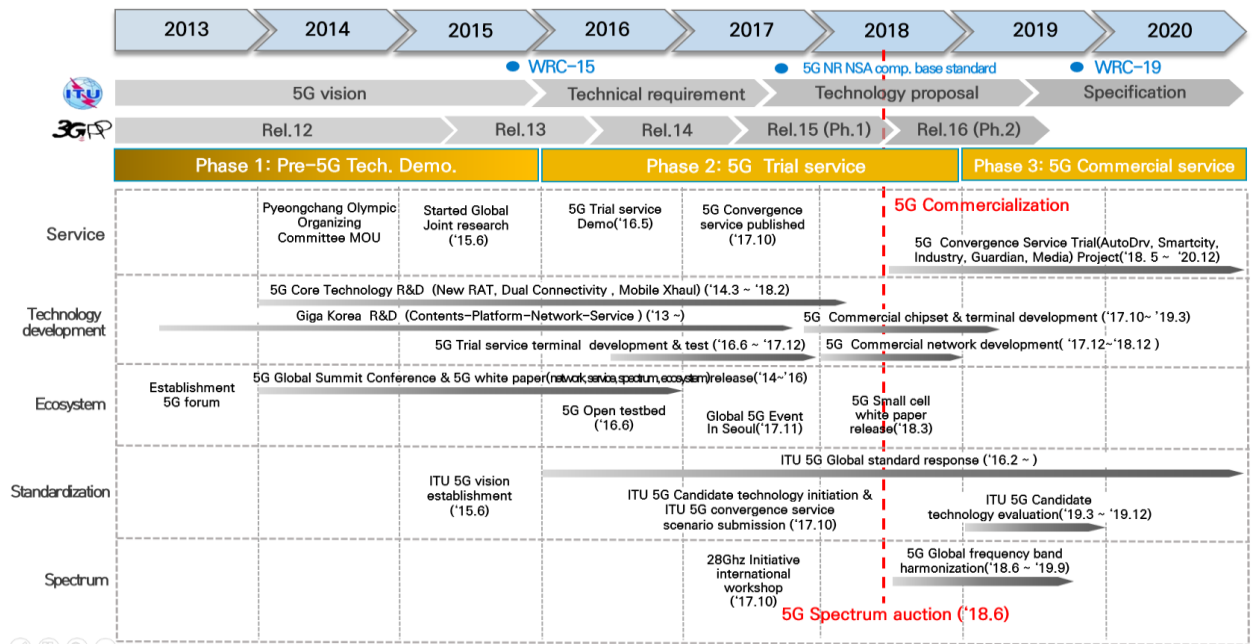 2013 2014 2015 2016 2017 2018 2019 2020
WRC-15 5G NR NSA comp. base standard WRC-19
ITU 5G vision Technical requirement Technology proposal Specification
3GPP Rel.12 Rel.13 Rel.14 Rel.15 (Ph.1) Rel.16 (Ph.2)
Phase 1: Pre-5G Tech. Demo. Phase 2: 5G Trial service Phase 3: 5G Commercial service
Service
Pyeongchang Olympic
Organizing
Committee MOU
Started Global
Joint research
('15.6)
5G Trial service
Demo('16.5)
5G Convergence
service published
('17.10)
5G Commercialization
5G Convergence Service Trial(AutoDrv, Smartcity,
Industry, Guardian, Media) Project('18. 5 ~ '20.12)
Technology
development
5G Core Technology R&D (New RAT, Dual Connectivity , Mobile Xhaul) ('14.3 ~ '18.2)
Giga Korea R&D (Contents-Platform-Network-Service ) ('13 ~)
5G Commercial chipset & terminal development ('17.10~ '19.3)
5G Trial service terminal development & test ('16.6 ~ '17.12)
5G Commercial network development( '17.12~'18.12 )
Ecosystem
Establishment
5G forum
5G Global Summit Conference & 5G white paper(network, service, spectrum, ecosystem)release('14~'16)
5G Open testbed
('16.6)
Global 5G Event
In Seoul('17.11)
5G Small cell
white paper
release('18.3)
Standardization
ITU 5G Global standard response ('16.2 ~ )
ITU 5G vision
establishment
('15.6)
ITU 5G Candidate technology initiation &
ITU 5G convergence service
scenario submission ('17.10)
ITU 5G Candidate
technology evaluation('19.3 ~ '19.12)
Spectrum
28Ghz Initiative
international
workshop
('17.10)
5G Global frequency band
harmonization('18.6 ~ '19.9)
5G Spectrum auction ('18.6)